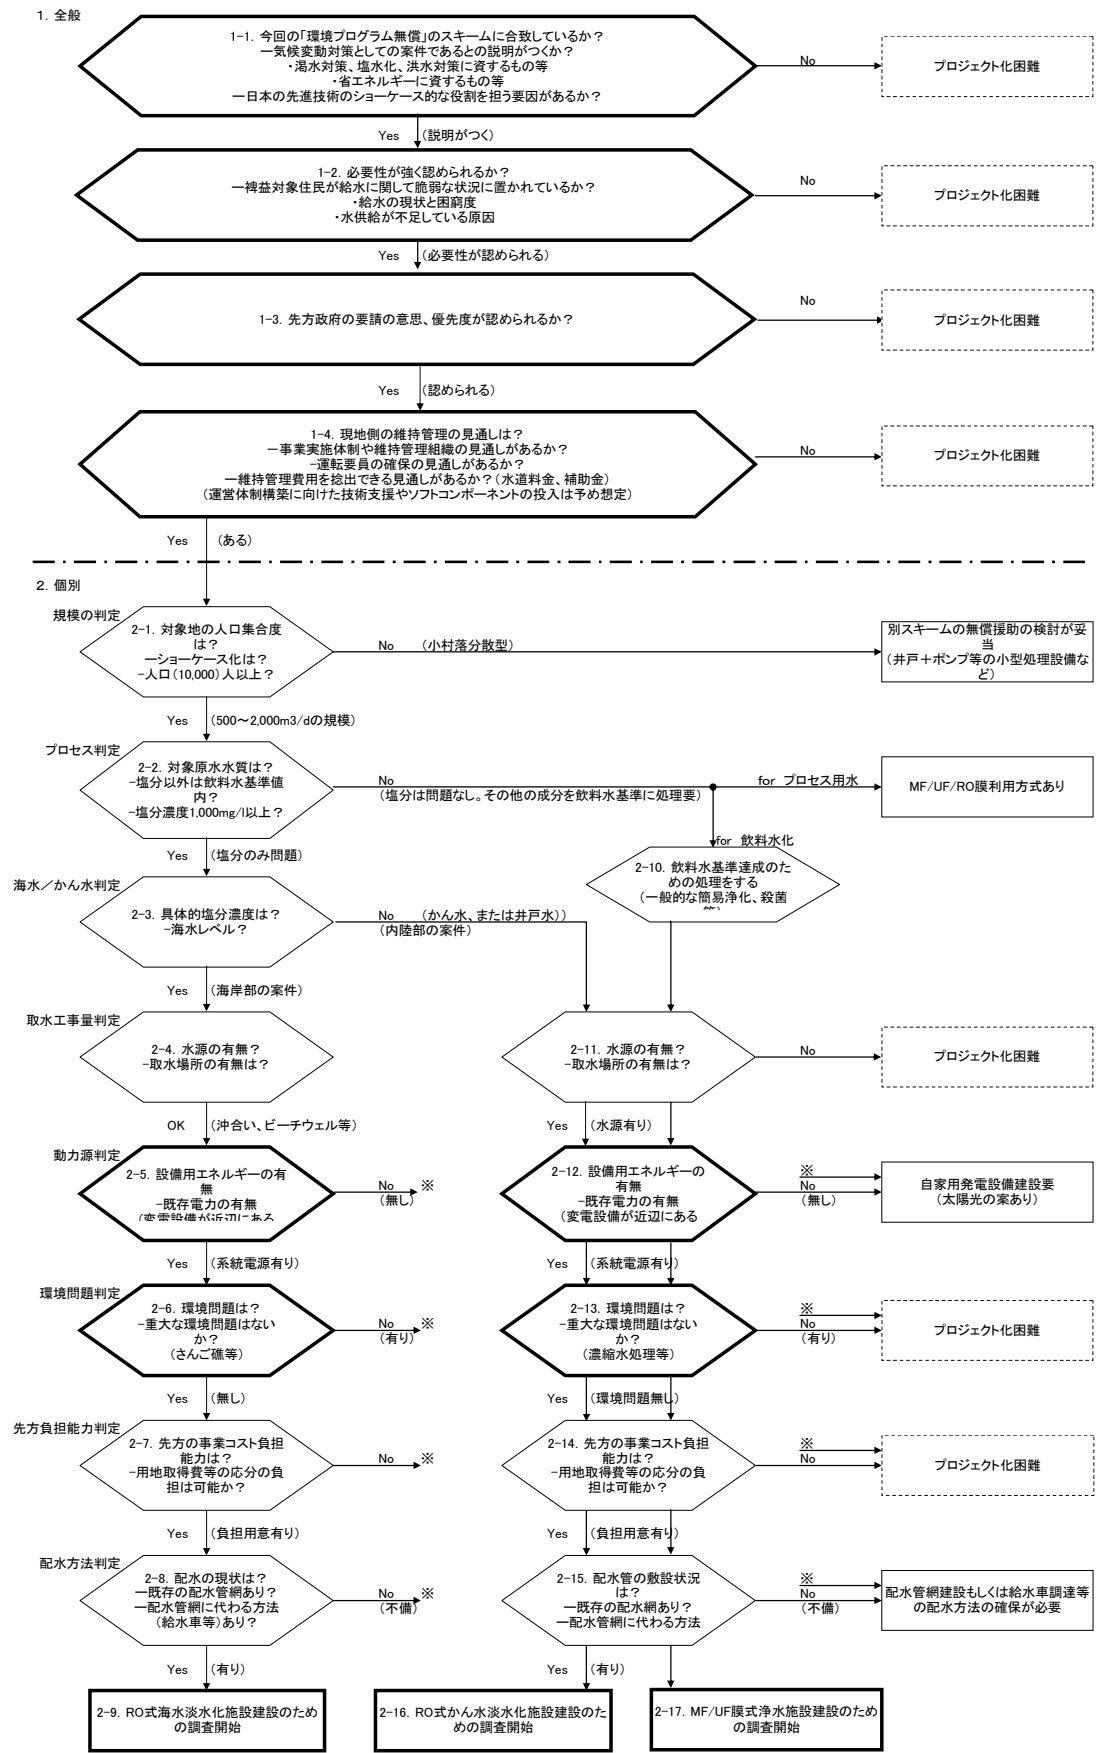 1．全般
1-1．今回の「環境プログラム無償」のスキームに合致しているか？
―気候変動対策としての案件であるとの説明がつくか？
・渇水対策、塩水化、洪水対策に資するもの等
・省エネルギーに資するもの等
―日本の先進技術のショーケース的な役割を担う要因があるか？
No
プロジェクト化困難
Yes （説明がつく）
1-2．必要性が強く認められるか？
―裨益対象住民が給水に関して脆弱な状況に置かれているか？
・給水の現状と困窮度
・水供給が不足している原因
No
プロジェクト化困難
Yes （必要性が認められる）
1-3．先方政府の要請の意思、優先度が認められるか？
No
プロジェクト化困難
Yes （認められる）
1-4．現地側の維持管理の見通しは？
―事業実施体制や維持管理組織の見通しがあるか？
-運転要員の確保の見通しがあるか？
―維持管理費用を捻出できる見通しがあるか？（水道料金、補助金）
（運営体制構築に向けた技術支援やソフトコンポーネントの投入は予め想定）
No
プロジェクト化困難
Yes （ある）
2．個別
規模の判定
2-1．対象地の人口集合度
は？
―ショーケース化は？
-人口（10,000）人以上？
No （小村落分散型）
別スキームの無償援助の検討が妥
当
（井戸＋ポンプ等の小型処理設備な
ど）
Yes （500～2,000m3/dの規模）
プロセス判定
2-2．対象原水水質は？
-塩分以外は飲料水基準値
内？
-塩分濃度1,000mg/l以上？
No
（塩分は問題なし。その他の成分を飲料水基準に処理要）
for プロセス用水
MF/UF/RO膜利用方式あり
for 飲料水化
Yes （塩分のみ問題）
2-10．飲料水基準達成のた
めの処理をする
（一般的な簡易浄化、殺菌
海水／かん水判定
2-3．具体的塩分濃度は？
-海水レベル？
No （かん水、または井戸水））
（内陸部の案件）
Yes （海岸部の案件）
取水工事量判定
2-4．水源の有無？
-取水場所の有無は？
2-11．水源の有無？
-取水場所の有無は？
No
プロジェクト化困難
OK （沖合い、ビーチウェル等）
Yes （水源有り）
動力源判定
2-5．設備用エネルギーの有
無
-既存電力の有無
（変電設備が近辺にある
No ※
（無し）
2-12．設備用エネルギーの
有無
-既存電力の有無
（変電設備が近辺にある
※
No
（無し）
自家用発電設備建設要
（太陽光の案あり）
Yes （系統電源有り）
Yes （系統電源有り）
環境問題判定
2-6．環境問題は？
-重大な環境問題はない
か？
（さんご礁等）
No ※
（有り）
2-13．環境問題は？
-重大な環境問題はない
か？
（濃縮水処理等）
※
No
（有り）
プロジェクト化困難
Yes （無し）
Yes （環境問題無し）
先方負担能力判定
2-7．先方の事業コスト負担
能力は？
-用地取得費等の応分の負
担は可能か？
No ※
2-14．先方の事業コスト負担
能力は？
-用地取得費等の応分の負
担は可能か？
※
No
プロジェクト化困難
Yes （負担用意有り）
Yes （負担用意有り）
配水方法判定
2-8．配水の現状は？
―既存の配水管網あり？
―配水管網に代わる方法
（給水車等）あり？
No ※
（不備）
2-15．配水管の敷設状況
は？
―既存の配水網あり？
―配水管網に代わる方法
※
No
（不備）
配水管網建設もしくは給水車調達等
の配水方法の確保が必要
Yes （有り）
Yes （有り）
2-9．RO式海水淡水化施設建設のため
の調査開始
2-16．RO式かん水淡水化施設建設のた
めの調査開始
2-17．MF/UF膜式浄水施設建設のため
の調査開始